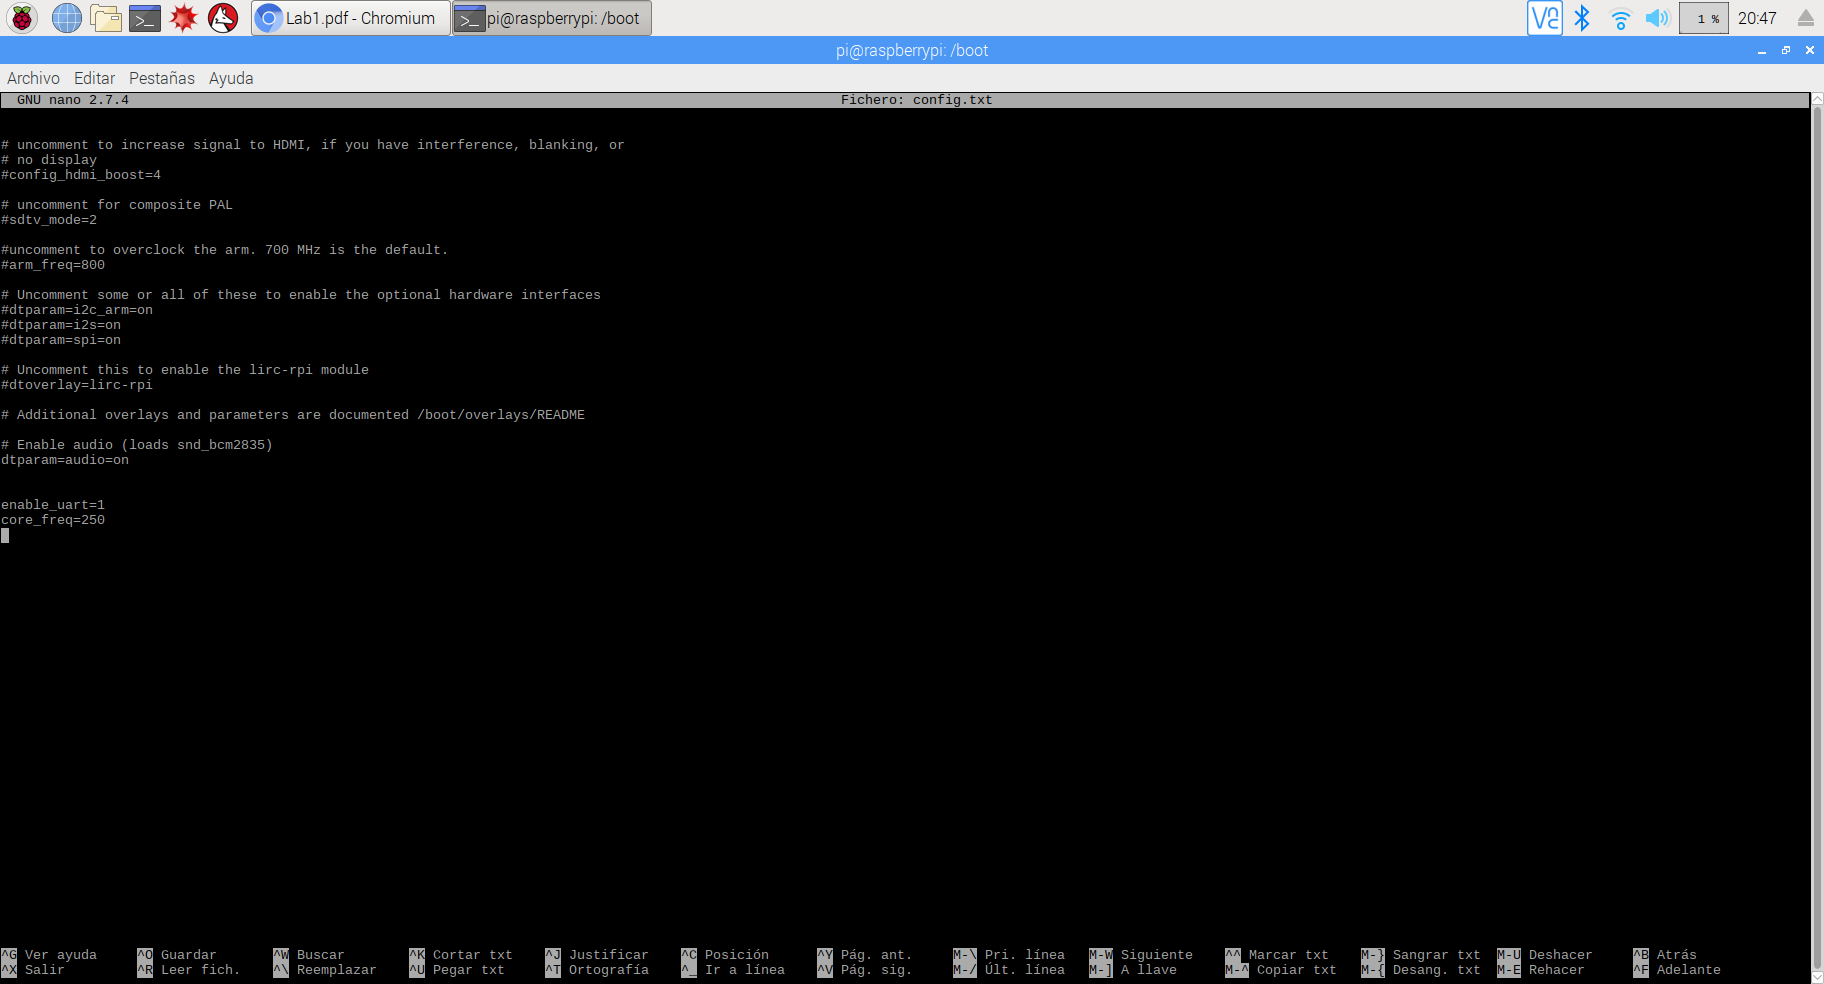 Lab1.pdf - Chromium
pi@raspberrypi: /boot
1 %
20:47
pi@raspberrypi: /boot
Archivo Editar Pestañas Ayuda
GNU nano 2.7.4 Fichero: config.txt
# uncomment to increase signal to HDMI, if you have interference, blanking, or
# no display
#config_hdmi_boost=4
# uncomment for composite PAL
#sdtv_mode=2
#uncomment to overclock the arm. 700 MHz is the default.
#arm_freq=800
# Uncomment some or all of these to enable the optional hardware interfaces
#dtparam=i2c_arm=on
#dtparam=i2s=on
#dtparam=spi=on
# Uncomment this to enable the lirc-rpi module
#dtoverlay=lirc-rpi
# Additional overlays and parameters are documented /boot/overlays/README
# Enable audio (loads snd_bcm2835)
dtparam=audio=on
enable_uart=1
core_freq=250
^G Ver ayuda ^O Guardar ^W Buscar ^K Cortar txt ^J Justificar ^C Posición ^Y Pág. ant. M-\ Pri. línea M-W Siguiente ^^ Marcar txt M-} Sangrar txt M-U Deshacer ^B Atrás
^X Salir ^R Leer fich. ^\ Reemplazar ^U Pegar txt ^T Ortografía ^_ Ir a línea ^V Pág. sig. M-/ Últ. línea M-] A llave M-^ Copiar txt M-{ Desang. txt M-E Rehacer ^F Adelante